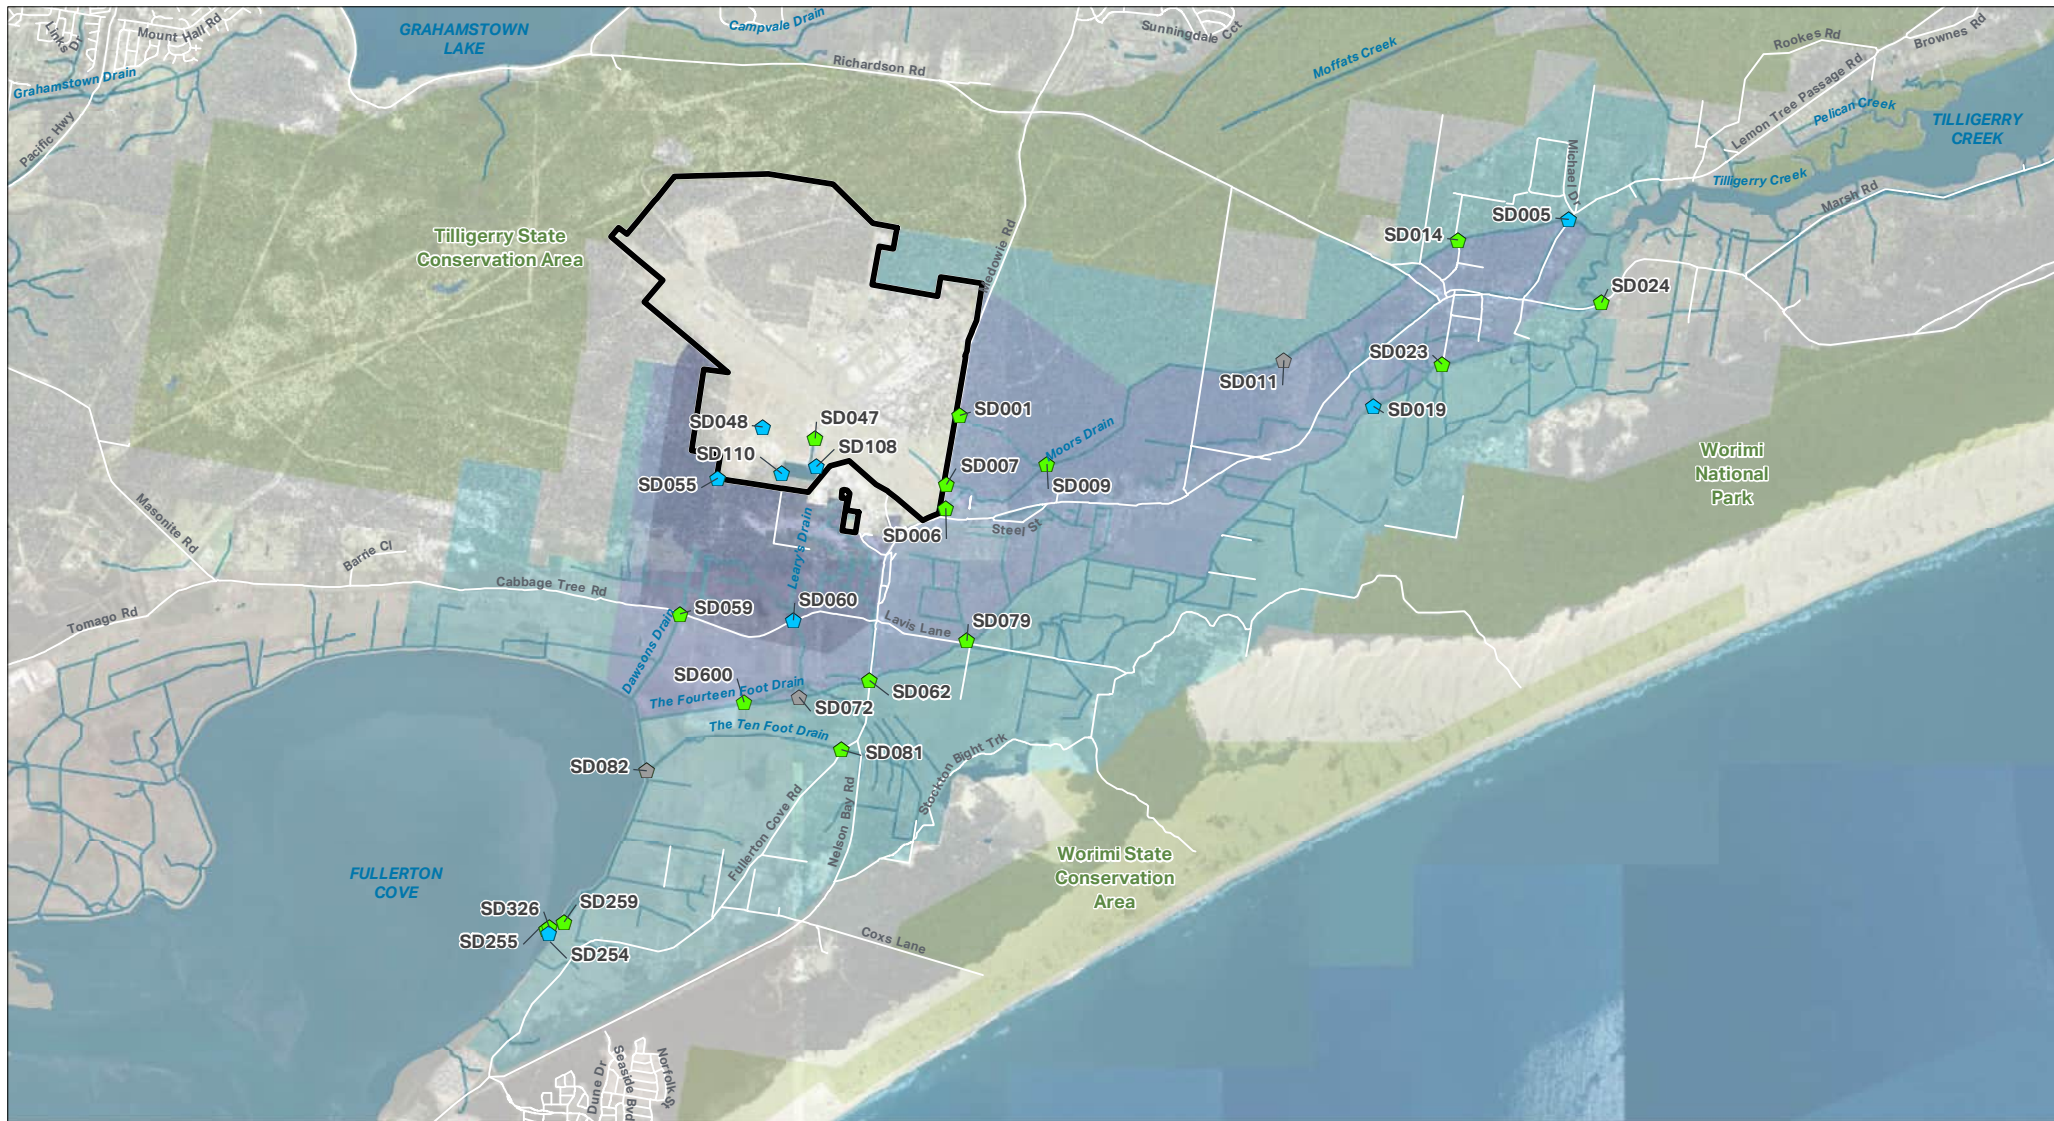 GRAHAMSTOWN
LAKE
Campvale Drain
Sunningdale Cct
Links Dr
Mount Hall Rd
Grahamstown Drain
Pacific Hwy
Richardson Rd
Moffats Creek
Rookes Rd
Brownes Rd
Lemon Tree Passage Rd
Pelican Creek
TILLIGERRY
CREEK
Tilligerry Creek
Marsh Rd
Michael Dr
SD005
SD014
Tilligerry State
Conservation Area
Medowie Rd
SD024
SD023
SD011
SD019
SD001
SD048
SD047
SD110
SD108
SD055
SD007
Moors Drain
SD009
SD006
Steel St
Worimi
National
Park
Masonite Rd
Barrie Cl
Cabbage Tree Rd
Tomago Rd
Leary's Drain
SD059
SD060
Lavis Lane
SD079
Dawsons Drain
SD600
The Fourteen Foot Drain
SD072
SD062
The Ten Foot Drain
SD081
SD082
Stockton Bight Trk
Fullerton Cove Rd
Nelson Bay Rd
Worimi State
Conservation
Area
FULLERTON
COVE
SD326
SD259
SD255
SD254
Coxs Lane
Dune Dr
Seaside Bvd
Norfolk St